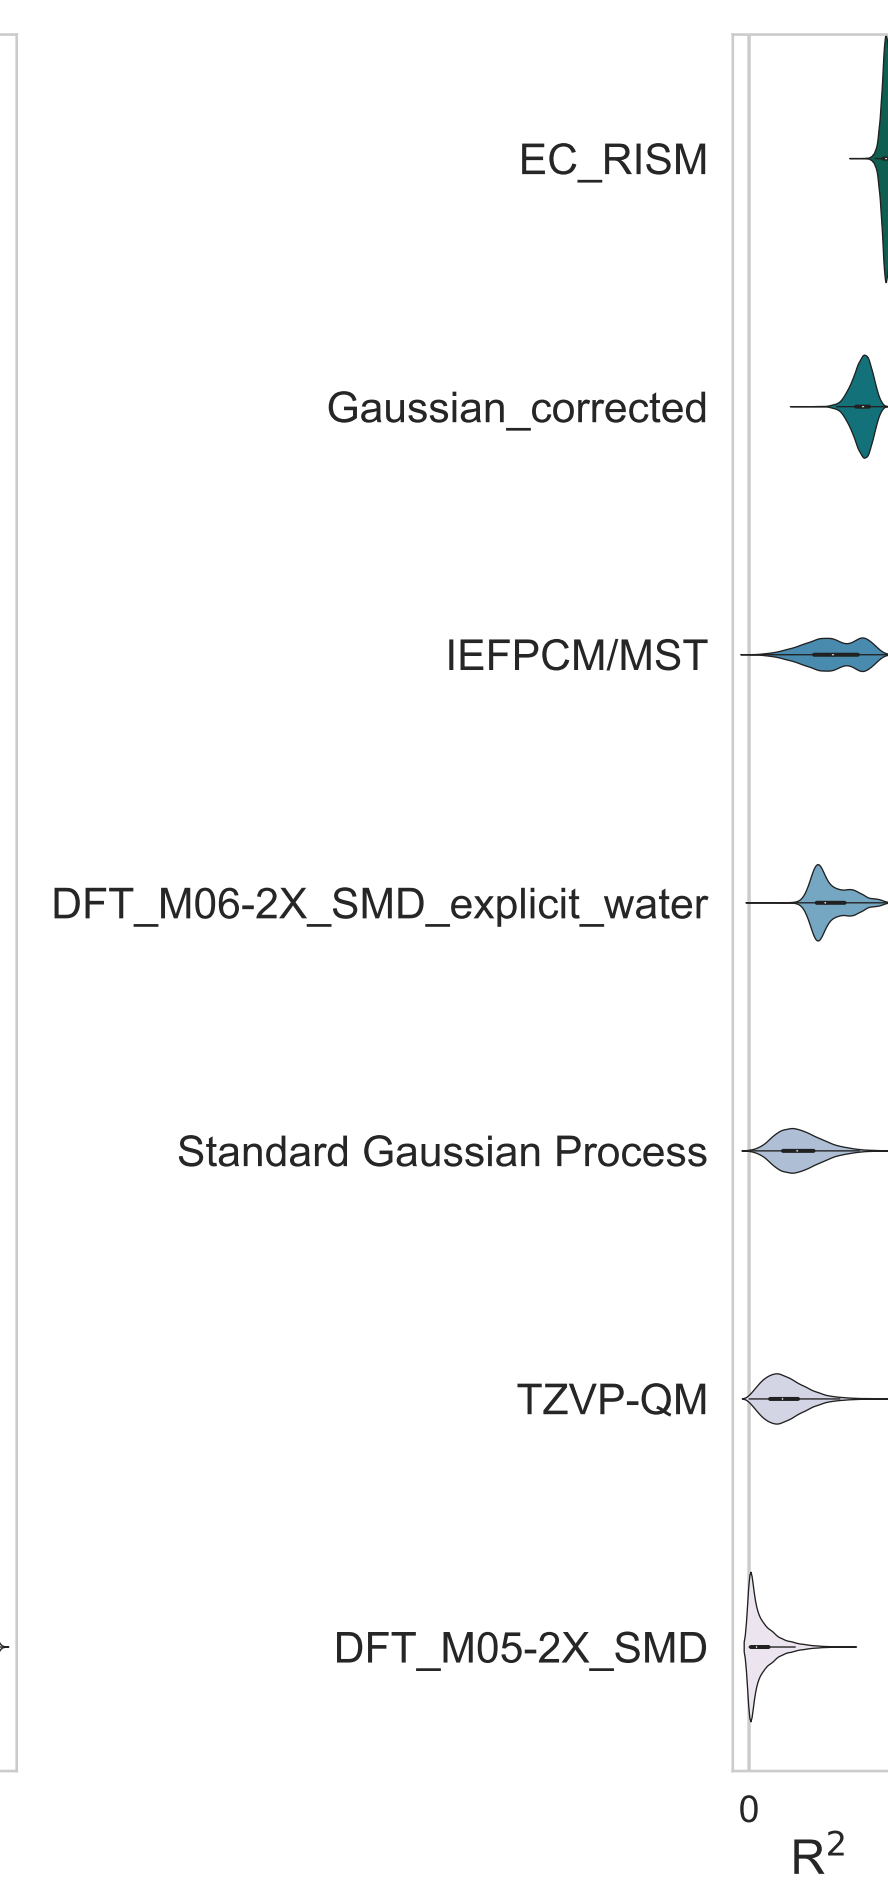 EC_RISM
Gaussian_corrected
IEFPCM/MST
DFT_M06-2X_SMD_explicit_water
Standard Gaussian Process
TZVP-QM
DFT_M05-2X_SMD
0
R²